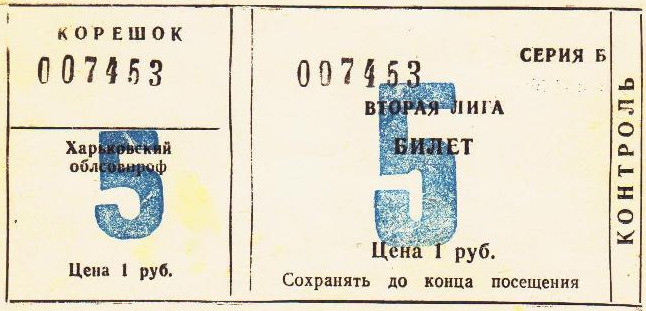 КОРЕШОК
007453
5
Харьковский
облсовпроф
Цена 1 руб.
СЕРИЯ Б
007453
ВТОРАЯ ЛИГА
5
БИЛЕТ
Цена 1 руб.
Сохранять до конца посещения
КОНТРОЛЬ